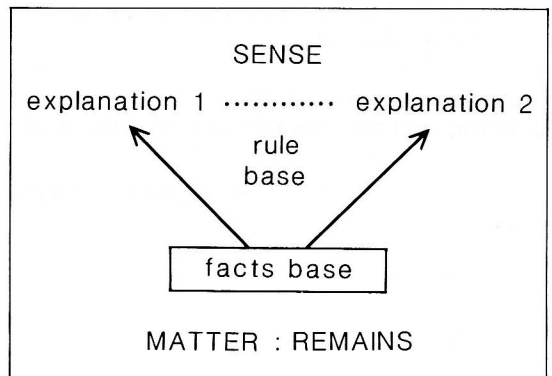 SENSE
explanation 1 ............ explanation 2
rule
base
facts base
MATTER : REMAINS